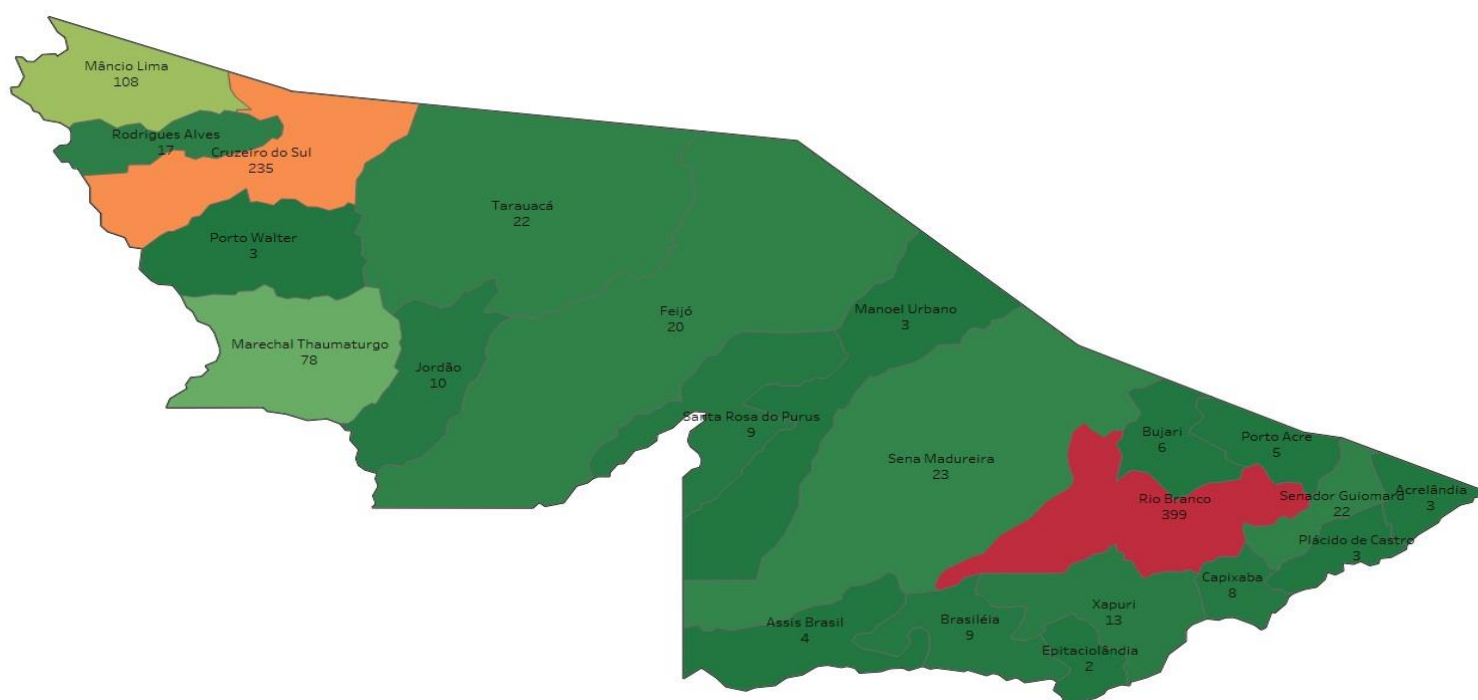 Mâncio Lima
108
Rodrigues Alves
17
Cruzeiro do Sul
235
Tarauacá
22
Porto Walter
3
Feijó
20
Manoel Urbano
3
Marechal Thaumaturgo
78
Jordão
10
Santa Rosa do Purus
9
Sena Madureira
23
Bujari
6
Porto Acre
5
Rio Branco
399
Senador Guiomard
22
Acrelândia
3
Plácido de Castro
3
Capixaba
8
Xapuri
13
Assis Brasil
4
Brasiléia
9
Epitaciolândia
2